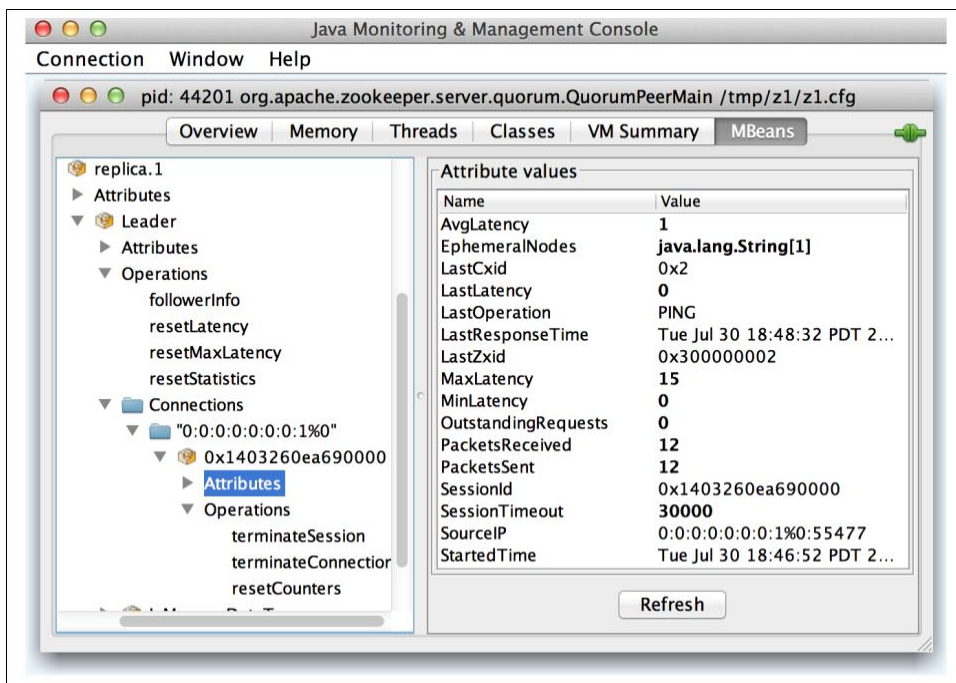 Java Monitoring & Management Console
Connection Window Help
pid: 44201 org.apache.zookeeper.server.quorum.QuorumPeerMain /tmp/z1/z1.cfg
Overview Memory Threads Classes VM Summary MBeans
replica.1
Attributes
Leader
Attributes
Operations
followerInfo
resetLatency
resetMaxLatency
resetStatistics
Connections
"0:0:0:0:0:0:0:1%0"
0x1403260ea690000
Attributes
Operations
terminateSession
terminateConnectior
resetCounters
Attribute values
Name Value
AvgLatency 1
EphemeralNodes java.lang.String[1]
LastCxid 0x2
LastLatency 0
LastOperation PING
LastResponseTime Tue Jul 30 18:48:32 PDT 2...
LastZxid 0x300000002
MaxLatency 15
MinLatency 0
OutstandingRequests 0
PacketsReceived 12
PacketsSent 12
SessionId 0x1403260ea690000
SessionTimeout 30000
SourceIP 0:0:0:0:0:0:0:1%0:55477
StartedTime Tue Jul 30 18:46:52 PDT 2...
Refresh